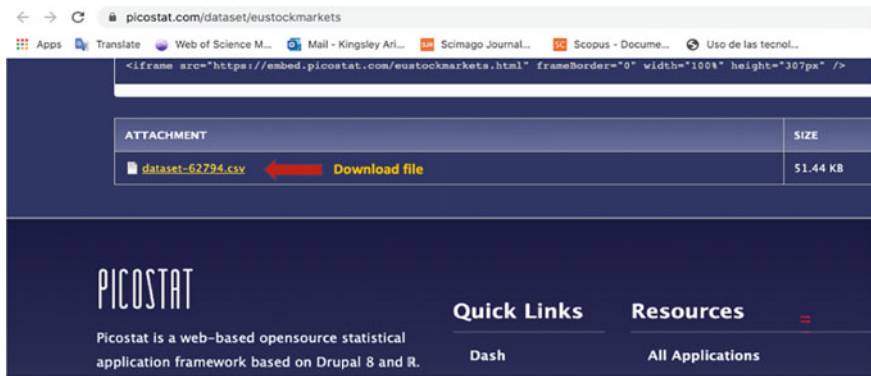 picostat.com/dataset/eustockmarkets
Apps Translate Web of Science M... Mail - Kingsley Ari... Scimago Journal... Scopus - Docume... Uso de las tecnol...
<iframe src="https://embed.picostat.com/eustockmarkets.html" frameBorder="0" width="100%" height="307px" />
ATTACHMENT SIZE
dataset-62794.csv Download file 51.44 KB
PICOSTAT
Quick Links Resources
Picostat is a web-based opensource statistical
application framework based on Drupal 8 and R.
Dash All Applications